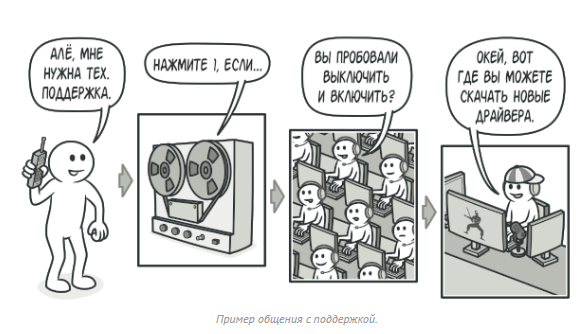 АЛЁ, МНЕ
НУЖНА ТЕХ.
ПОДДЕРЖКА.
НАЖМИТЕ 1, ЕСЛИ...
ВЫ ПРОБОВАЛИ
ВЫКЛЮЧИТЬ
И ВКЛЮЧИТЬ?
ОКЕЙ, ВОТ
ГДЕ ВЫ МОЖЕТЕ
СКАЧАТЬ НОВЫЕ
ДРАЙВЕРА.
Пример общения с поддержкой.